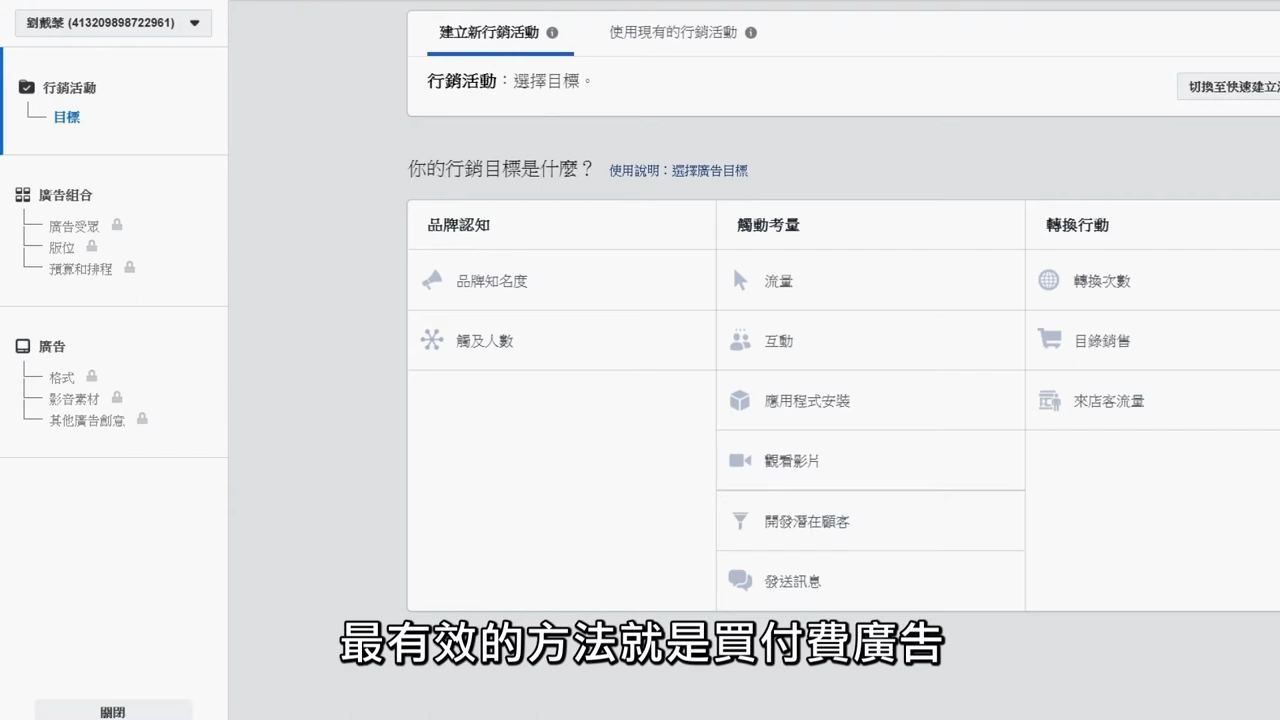 劉戴棻 (413209898722961)
行銷活動
目標
廣告組合
廣告受眾
版位
預算和排程
廣告
格式
影音素材
其他廣告創意
關閉
建立新行銷活動
使用現有的行銷活動
行銷活動：選擇目標。
切換至快速建立
你的行銷目標是什麼？ 使用說明：選擇廣告目標
品牌認知
觸動考量
轉換行動
品牌知名度
流量
轉換次數
觸及人數
互動
目錄銷售
應用程式安裝
來店客流量
觀看影片
開發潛在顧客
發送訊息
最有效的方法就是買付費廣告